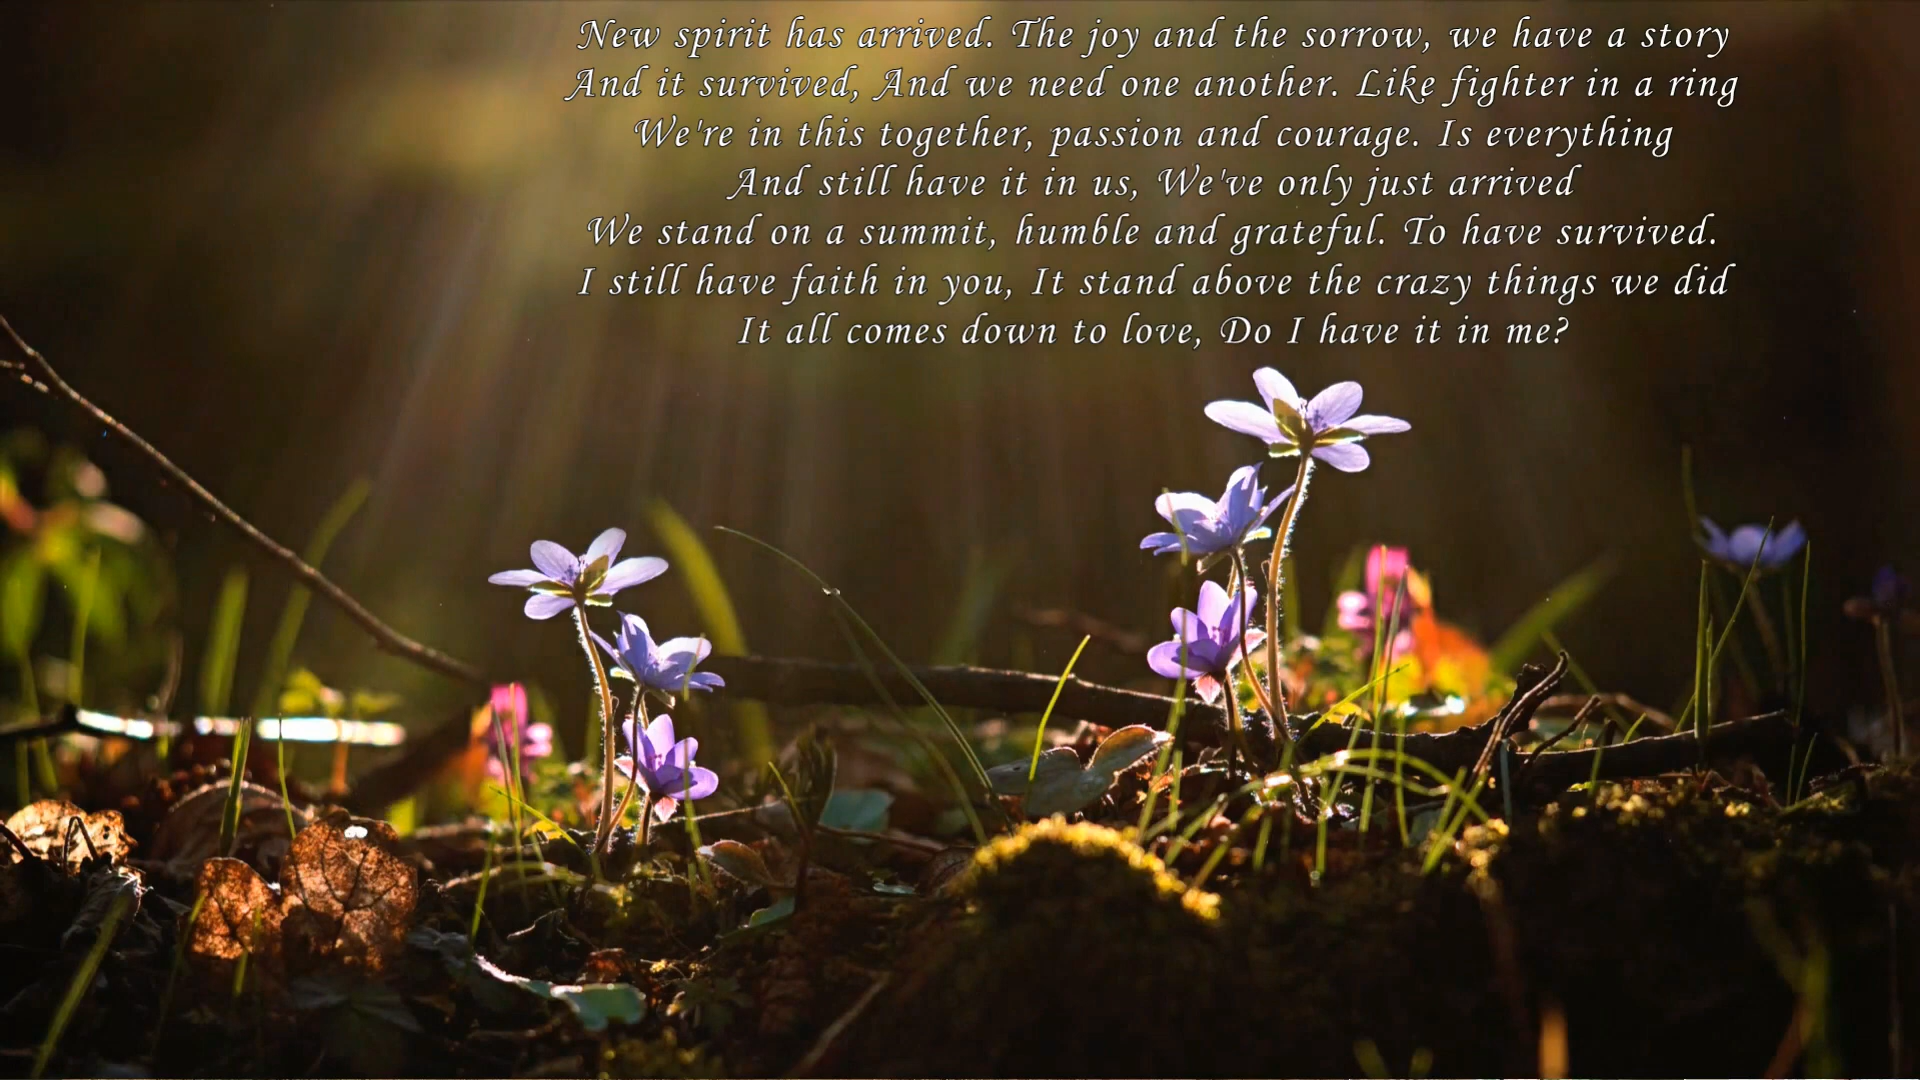 New spirit has arrived. The joy and the sorrow, we have a story
And it survived, And we need one another. Like fighter in a ring
We're in this together, passion and courage. Is everything
And still have it in us, We've only just arrived
We stand on a summit, humble and grateful. To have survived.
I still have faith in you, It stand above the crazy things we did
It all comes down to love, Do I have it in me?